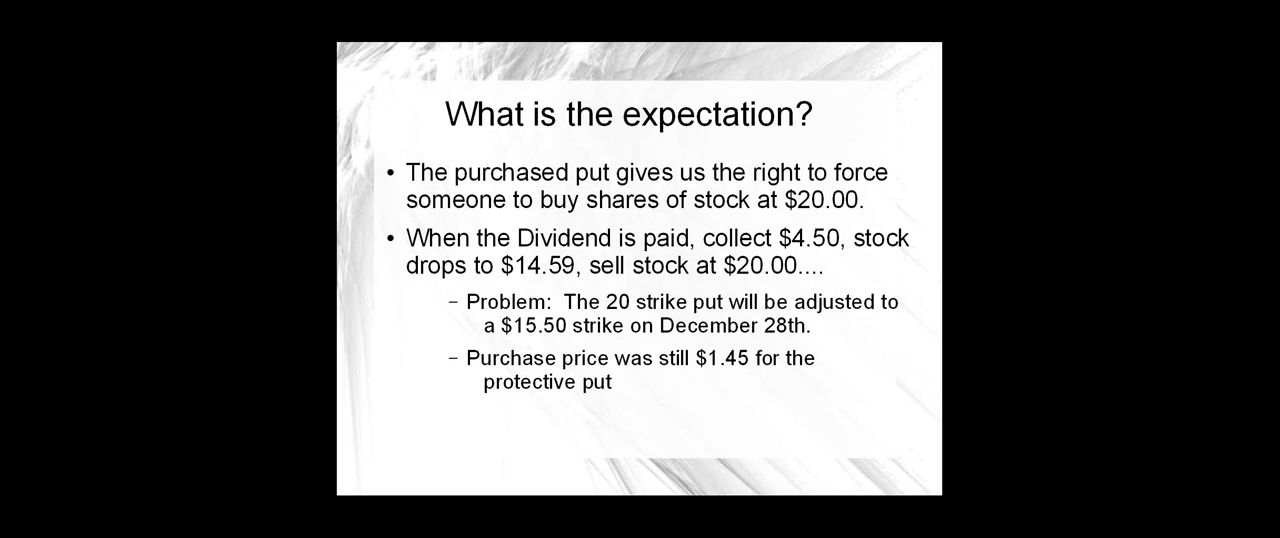 What is the expectation?
• The purchased put gives us the right to force
someone to buy shares of stock at $20.00.
• When the Dividend is paid, collect $4.50, stock
drops to $14.59, sell stock at $20.00....
– Problem:  The 20 strike put will be adjusted to
a $15.50 strike on December 28th.
– Purchase price was still $1.45 for the
protective put